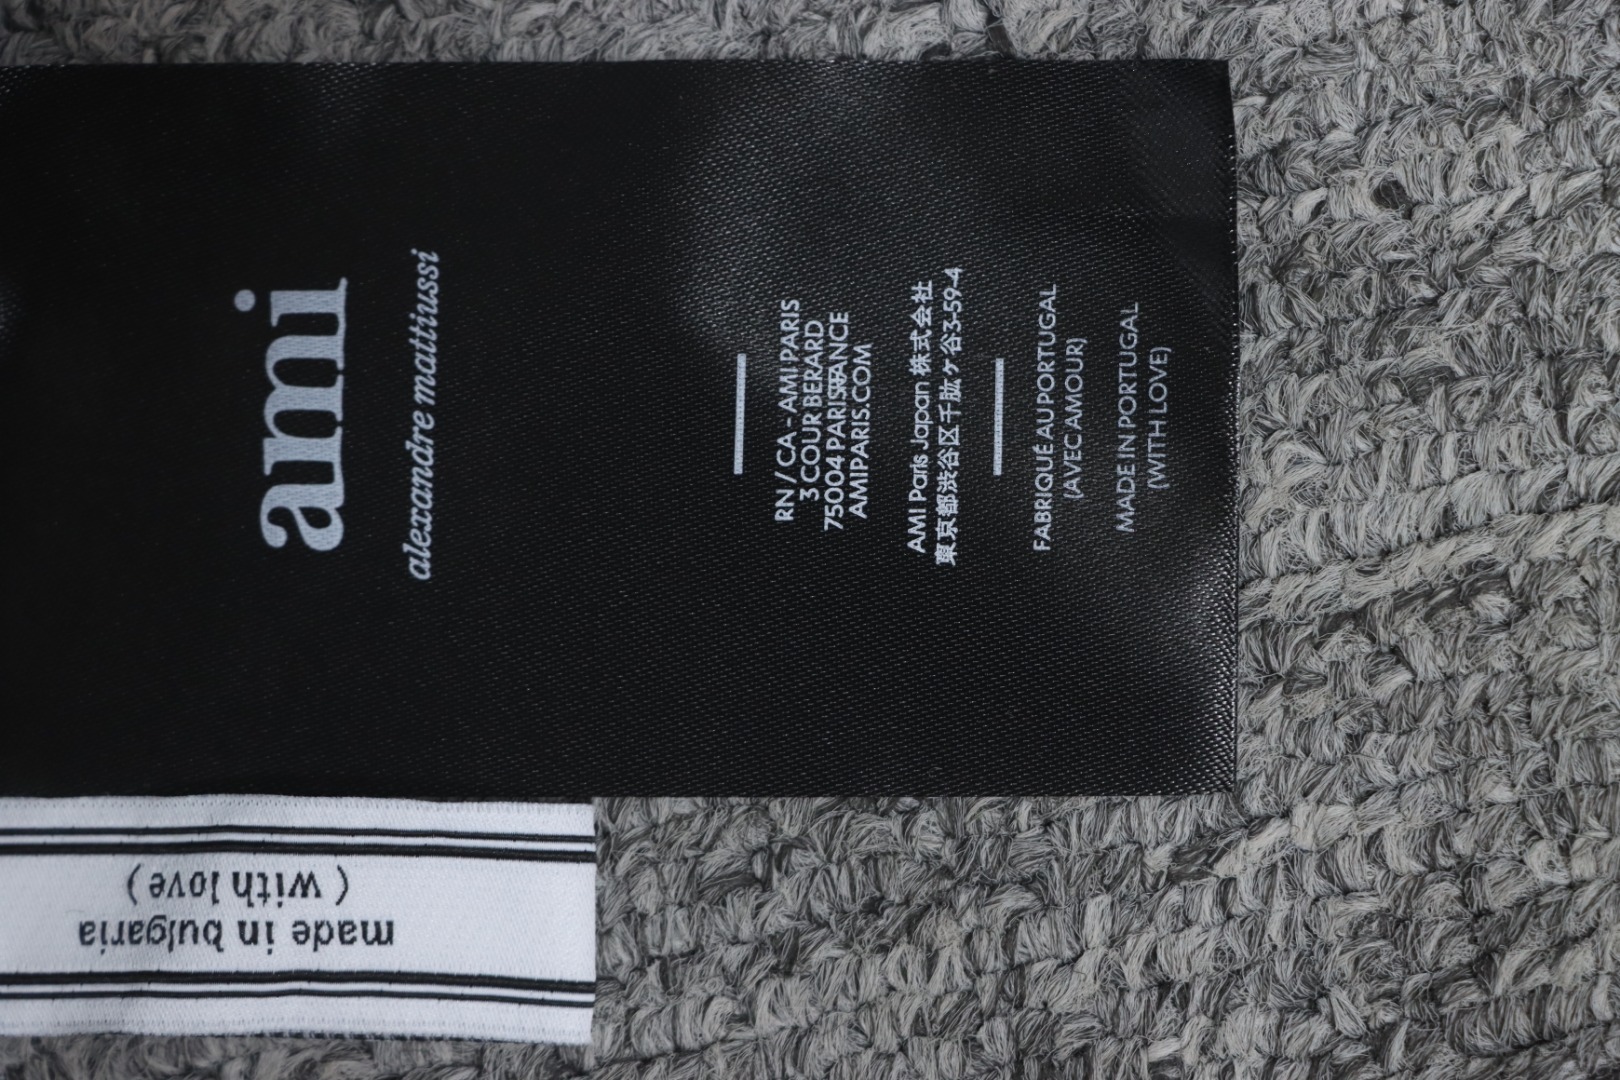 ami
alexandre mattiussi
RN / CA - AMI PARIS
3 COUR BERARD
75004 PARIS
AMIPARIS.COM
AMI Paris Japan 株式会社
東京都渋谷区千駄ヶ谷3-59-4
FABRIQUÉ AU PORTUGAL
(AVEC AMOUR)
MADE IN PORTUGAL
(WITH LOVE)
made in bulgaria
( with love )